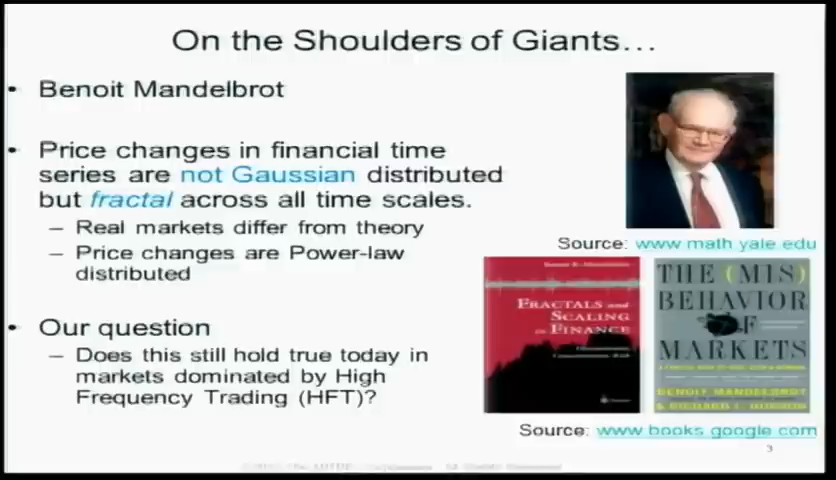 On the Shoulders of Giants…
• Benoit Mandelbrot
• Price changes in financial time
series are not Gaussian distributed
but fractal across all time scales.
– Real markets differ from theory
– Price changes are Power-law
distributed
• Our question
– Does this still hold true today in
markets dominated by High
Frequency Trading (HFT)?
Source: www.math.yale.edu
FRACTALS and
SCALING
in FINANCE
THE (MIS)
BEHAVIOR
OF
MARKETS
BENOIT MANDELBROT
Source: www.books.google.com
3